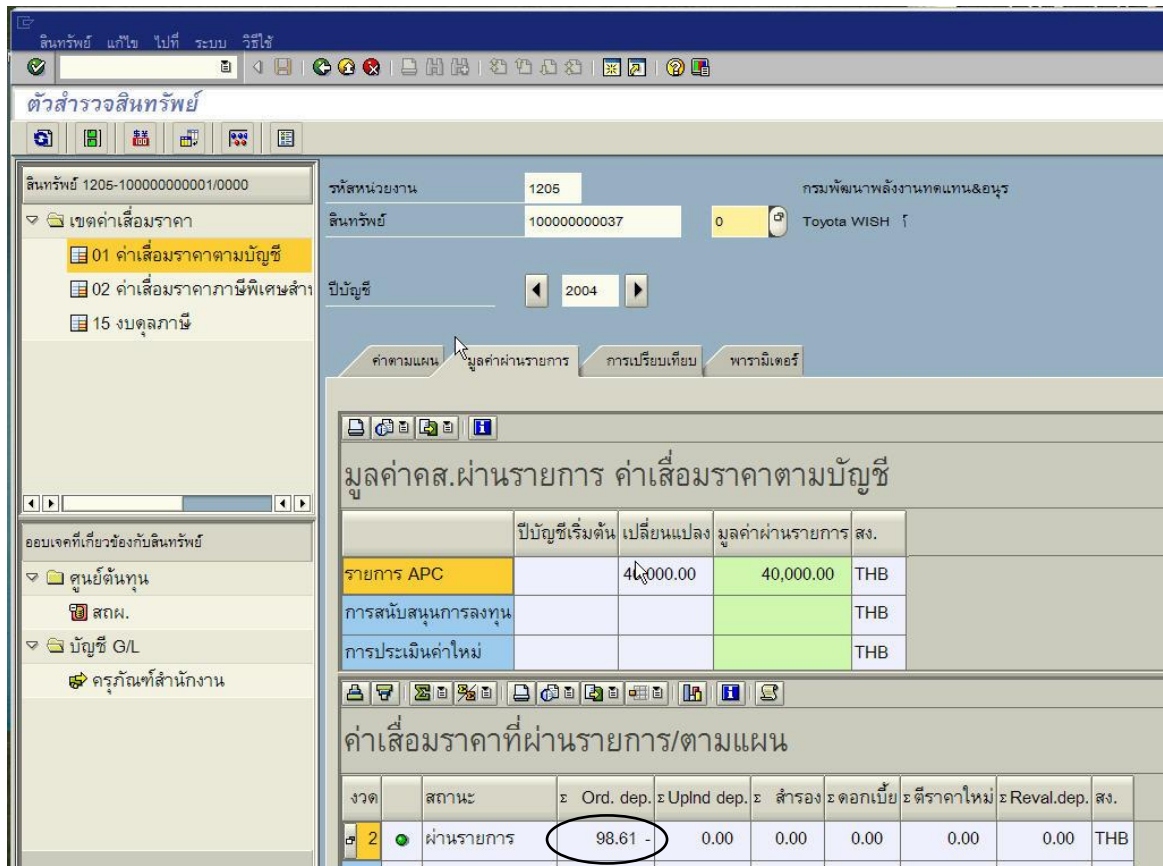 สินทรัพย์ แก้ไข ไปที่ ระบบ วิธีใช้
ตัวสำรวจสินทรัพย์
สินทรัพย์ 1205-100000000001/0000
เขตค่าเสื่อมราคา
01 ค่าเสื่อมราคาตามบัญชี
02 ค่าเสื่อมราคาภาษีพิเศษสำห
15 งบดุลภาษี
ออบเจคที่เกี่ยวข้องกับสินทรัพย์
ศูนย์ต้นทุน
สถผ.
บัญชี G/L
ครุภัณฑ์สำนักงาน
รหัสหน่วยงาน 1205 กรมพัฒนาพลังงานทดแทน&อนุร
สินทรัพย์ 100000000037 0 Toyota WISH
ปีบัญชี 2004
ค่าตามแผน มูลค่าผ่านรายการ การเปรียบเทียบ พารามิเตอร์
มูลค่าคส.ผ่านรายการ ค่าเสื่อมราคาตามบัญชี
ปีบัญชีเริ่มต้น เปลี่ยนแปลง มูลค่าผ่านรายการ สง.
รายการ APC 40,000.00 40,000.00 THB
การสนับสนุนการลงทุน THB
การประเมินค่าใหม่ THB
ค่าเสื่อมราคาที่ผ่านรายการ/ตามแผน
งวด สถานะ Σ Ord. dep. Σ Uplnd dep. Σ สำรอง Σ ดอกเบี้ย Σ ตีราคาใหม่ Σ Reval.dep. สง.
2 ผ่านรายการ 98.61 - 0.00 0.00 0.00 0.00 0.00 THB